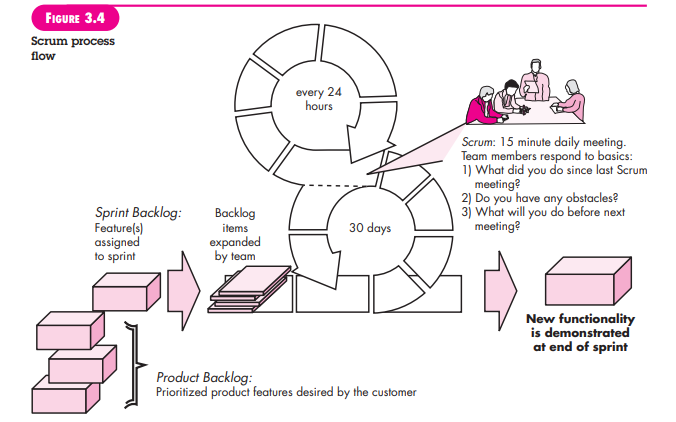 FIGURE 3.4
Scrum process
flow
every 24
hours
Scrum: 15 minute daily meeting.
Team members respond to basics:
1) What did you do since last Scrum
meeting?
2) Do you have any obstacles?
3) What will you do before next
meeting?
Sprint Backlog:
Feature(s)
assigned
to sprint
Backlog
items
expanded
by team
30 days
New functionality
is demonstrated
at end of sprint
Product Backlog:
Prioritized product features desired by the customer